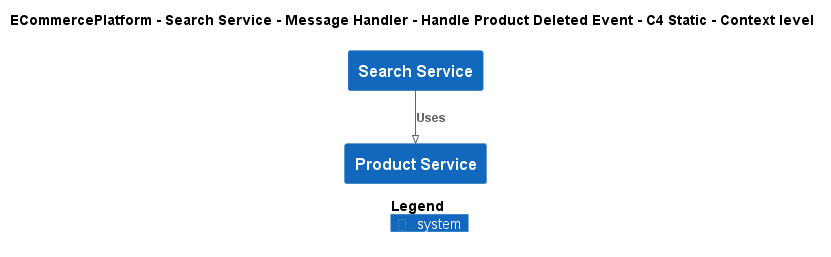 ECommercePlatform - Search Service - Message Handler - Handle Product Deleted Event - C4 Static - Context level
Search Service
Uses
Product Service
Legend
system